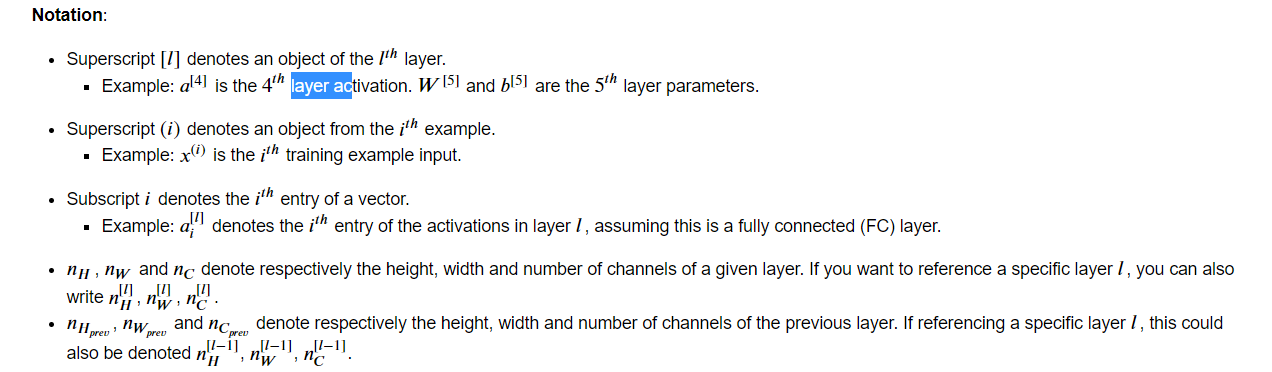 Notation:
• Superscript [l] denotes an object of the l^{th} layer.
▪ Example: a^{[4]} is the 4^{th} layer activation. W^{[5]} and b^{[5]} are the 5^{th} layer parameters.
• Superscript (i) denotes an object from the i^{th} example.
▪ Example: x^{(i)} is the i^{th} training example input.
• Subscript i denotes the i^{th} entry of a vector.
▪ Example: a_i^{[l]} denotes the i^{th} entry of the activations in layer l, assuming this is a fully connected (FC) layer.
• n_H, n_W and n_C denote respectively the height, width and number of channels of a given layer. If you want to reference a specific layer l, you can also
write n_H^{[l]}, n_W^{[l]}, n_C^{[l]}.
• n_{H_{prev}}, n_{W_{prev}} and n_{C_{prev}} denote respectively the height, width and number of channels of the previous layer. If referencing a specific layer l, this could
also be denoted n_H^{[l-1]}, n_W^{[l-1]}, n_C^{[l-1]}.